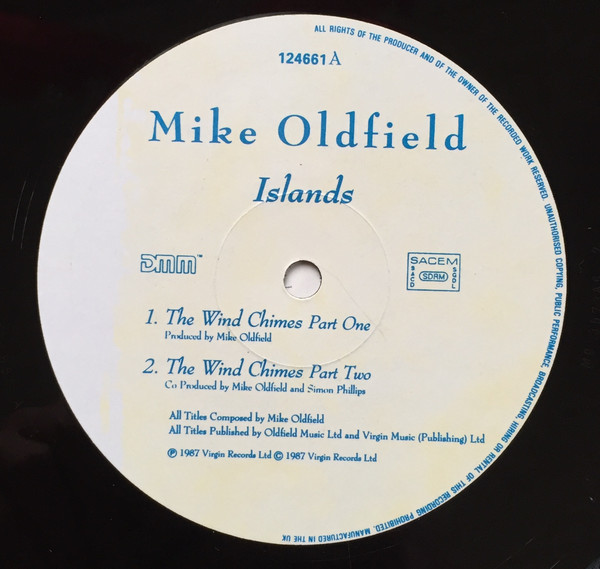 ALL RIGHTS OF THE PRODUCER AND OF THE OWNER OF THE RECORDED WORK RESERVED. UNAUTHORISED COPYING, PUBLIC PERFORMANCE, BROADCASTING, HIRING OR RENTAL OF THIS RECORDING PROHIBITED. MANUFACTURED IN THE UK
124661 A
Mike Oldfield
Islands
DMM™
SACEM
SACD
SDRM
SGDL
1. The Wind Chimes Part One
Produced by Mike Oldfield
2. The Wind Chimes Part Two
Co Produced by Mike Oldfield and Simon Phillips
All Titles Composed by Mike Oldfield
All Titles Published by Oldfield Music Ltd and Virgin Music (Publishing) Ltd
℗ 1987 Virgin Records Ltd © 1987 Virgin Records Ltd